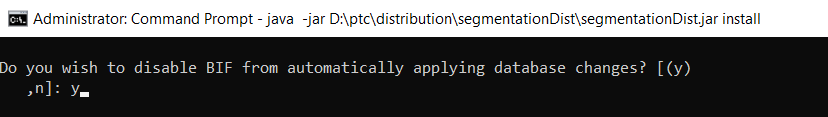 Administrator: Command Prompt - java -jar D:\ptc\distribution\segmentationDist\segmentationDist.jar install
Do you wish to disable BIF from automatically applying database changes? [(y)
,n]: y